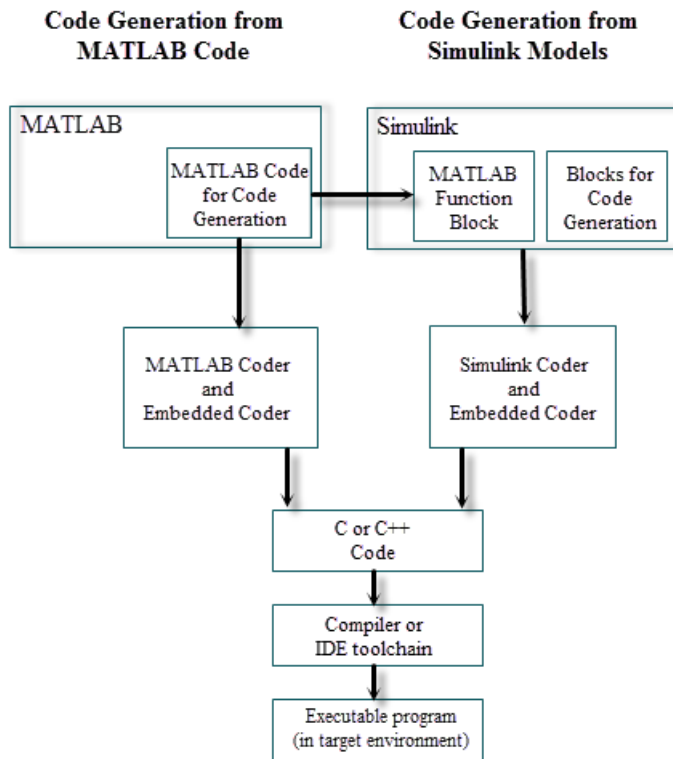 Code Generation from
MATLAB Code
Code Generation from
Simulink Models
MATLAB
MATLAB Code
for Code
Generation
Simulink
MATLAB
Function
Block
Blocks for
Code
Generation
MATLAB Coder
and
Embedded Coder
Simulink Coder
and
Embedded Coder
C or C++
Code
Compiler or
IDE toolchain
Executable program
(in target environment)